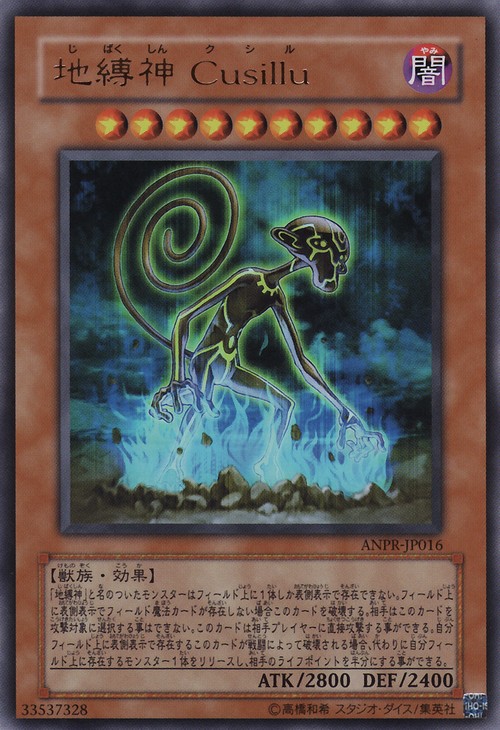 じばくしん クシル
地縛神 Cusillu
やみ
闇
ANPR-JP016
【獣族・効果】
「地縛神」と名のついたモンスターはフィールド上に1体しか表側表示で存在できない。フィールド上
に表側表示でフィールド魔法カードが存在しない場合このカードを破壊する。相手はこのカードを
攻撃対象に選択する事はできない。このカードは相手プレイヤーに直接攻撃する事ができる。自分
フィールド上に表側表示で存在するこのカードが戦闘によって破壊される場合、代わりに自分フィー
ルド上に存在するモンスター1体をリリースし、相手のライフポイントを半分にする事ができる。
ATK/2800 DEF/2400
33537328
©高橋和希 スタジオ・ダイス/集英社